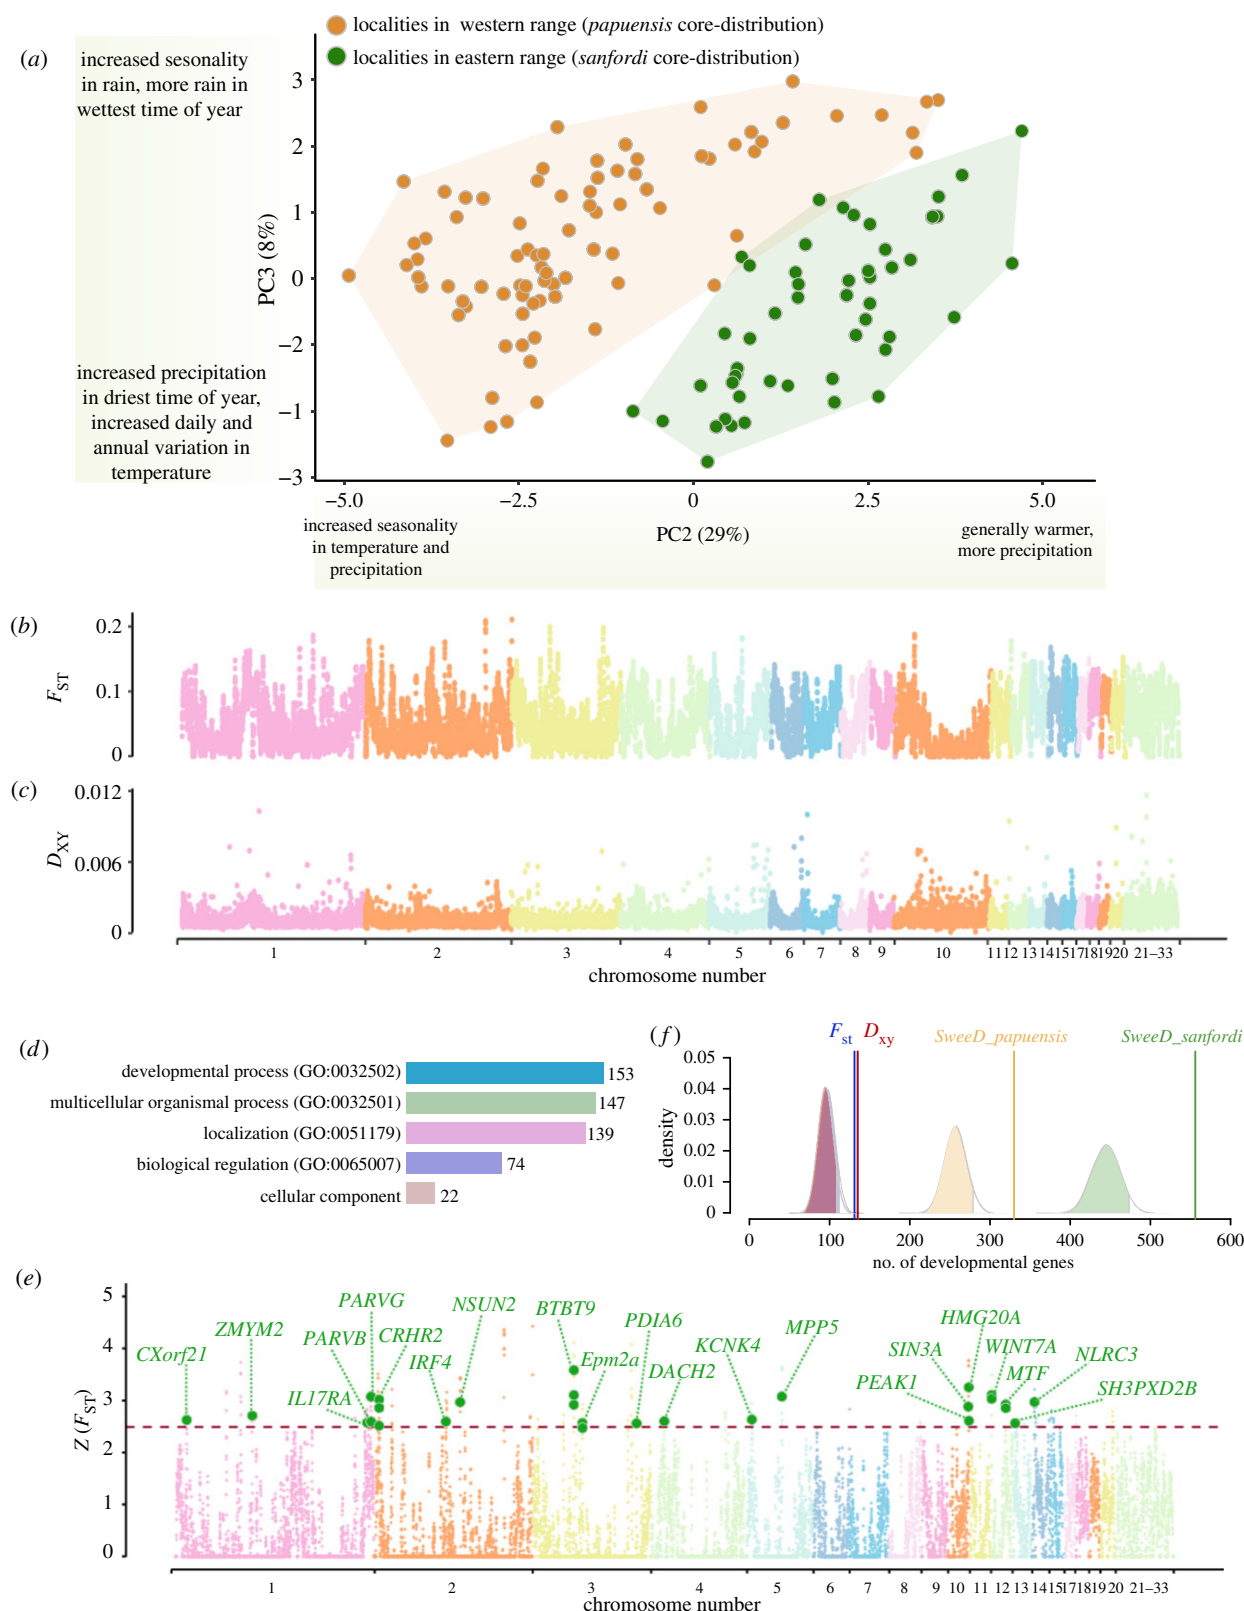 localities in western range (papuensis core-distribution)
localities in eastern range (sanfordi core-distribution)
(a)
increased sesonality
in rain, more rain in
wettest time of year
increased precipitation
in driest time of year,
increased daily and
annual variation in
temperature
PC3 (8%)
3
2
1
0
−2
−1
−3
−5.0
−2.5
0
2.5
5.0
increased seasonality
in temperature and
precipitation
PC2 (29%)
generally warmer,
more precipitation
(b)
FST
0.2
0.1
0
(c)
DXY
0.012
0.006
0
1 2 3 4 5 6 7 8 9 10 11 12 13 14 15 17 18 19 20 21–33
chromosome number
(d)
developmental process (GO:0032502) 153
multicellular organismal process (GO:0032501) 147
localization (GO:0051179) 139
biological regulation (GO:0065007) 74
cellular component 22
(f)
Fst Dxy SweeD_papuensis SweeD_sanfordi
density
0.05
0.04
0.03
0.02
0.01
0
0 100 200 300 400 500 600
no. of developmental genes
(e)
Z (FST)
5
4
3
2
1
0
CXorf21
ZMYM2
IL17RA
PARVB
PARVG
CRHR2
IRF4
NSUN2
BTBT9
Epm2a
PDIA6
DACH2
KCNK4
MPP5
PEAK1
SIN3A
HMG20A
WINT7A
MTF
NLRC3
SH3PXD2B
1 2 3 4 5 6 7 8 9 10 11 12 13 14 15 17 18 19 20 21–33
chromosome number